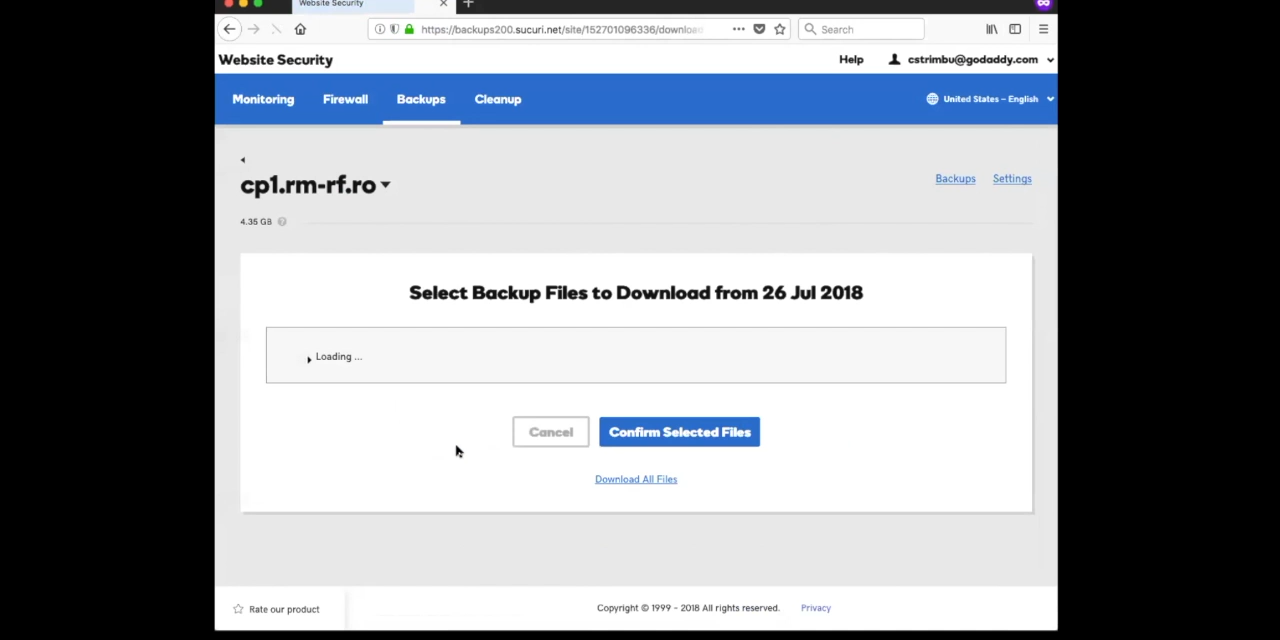 Website Security
https://backups200.sucuri.net/site/152701096336/downloa
Search
Website Security
Help
cstrimbu@godaddy.com
Monitoring
Firewall
Backups
Cleanup
United States – English
cp1.rm-rf.ro
Backups
Settings
4.35 GB
Select Backup Files to Download from 26 Jul 2018
Loading ...
Cancel
Confirm Selected Files
Download All Files
Rate our product
Copyright © 1999 – 2018 All rights reserved.
Privacy